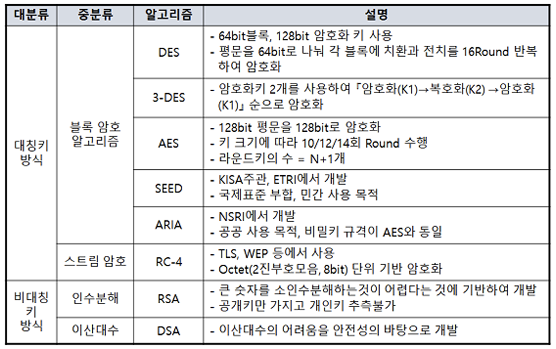 대분류 중분류 알고리즘 설명
대칭키
방식
블록 암호
알고리즘
DES
- 64bit블록, 128bit 암호화 키 사용
- 평문을 64bit로 나눠 각 블록에 치환과 전치를 16Round 반복
하여 암호화
3-DES
- 암호화키 2개를 사용하여 「암호화(K1)→복호화(K2) →암호화
(K1)」 순으로 암호화
AES
- 128bit 평문을 128bit로 암호화
- 키 크기에 따라 10/12/14회 Round 수행
- 라운드키의 수 = N+1개
SEED
- KISA주관, ETRI에서 개발
- 국제표준 부합, 민간 사용 목적
ARIA
- NSRI에서 개발
- 공공 사용 목적, 비밀키 규격이 AES와 동일
스트림 암호
RC-4
- TLS, WEP 등에서 사용
- Octet(2진부호모음, 8bit) 단위 기반 암호화
비대칭
키
방식
인수분해
RSA
- 큰 숫자를 소인수분해하는것이 어렵다는 것에 기반하여 개발
- 공개키만 가지고 개인키 추측불가
이산대수
DSA
- 이산대수의 어려움을 안전성의 바탕으로 개발